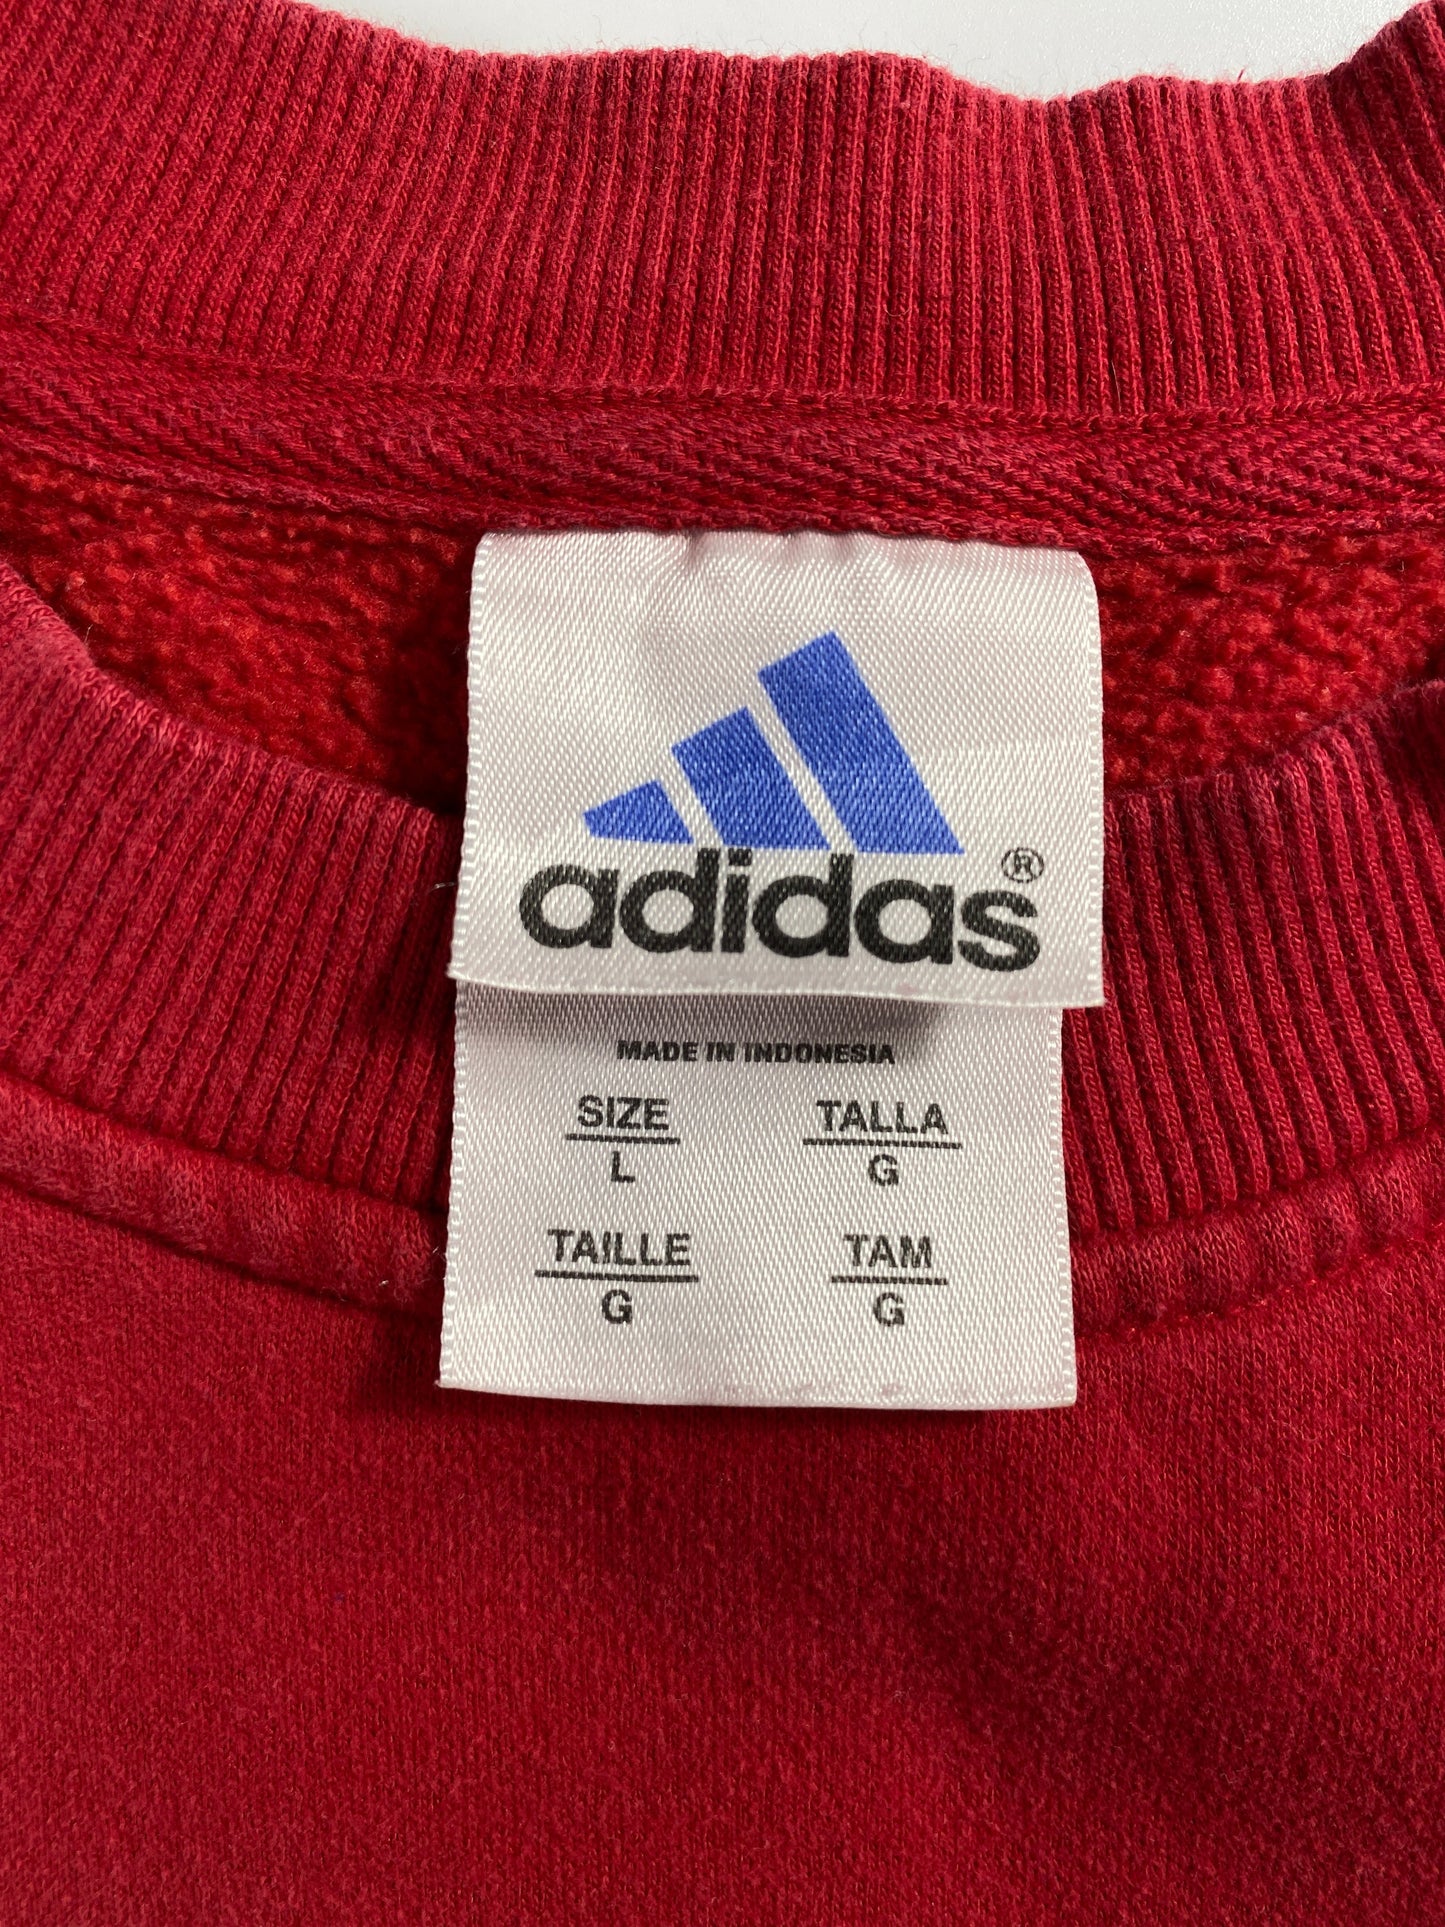 adidas®
MADE IN INDONESIA
SIZE TALLA
L G
TAILLE TAM
G G